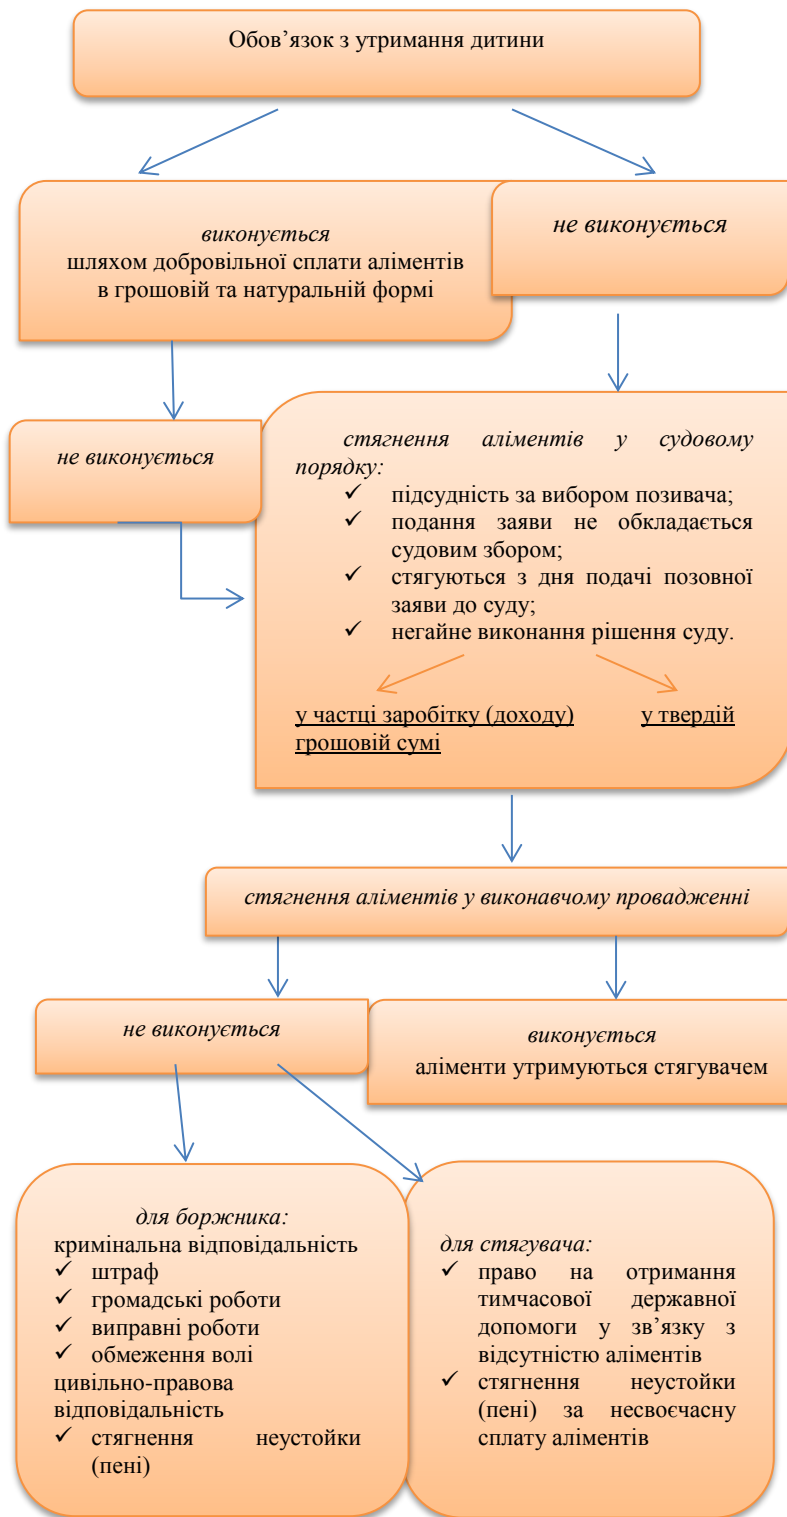 Обов’язок з утримання дитини
виконується
шляхом добровільної сплати аліментів
в грошовій та натуральній формі
не виконується
не виконується
стягнення аліментів у судовому
порядку:
✓ підсудність за вибором позивача;
✓ подання заяви не обкладається
судовим збором;
✓ стягуються з дня подачі позовної
заяви до суду;
✓ негайне виконання рішення суду.
у частці заробітку (доходу) у твердій
грошовій сумі
стягнення аліментів у виконавчому провадженні
не виконується
виконується
аліменти утримуються стягувачем
для боржника:
кримінальна відповідальність
✓ штраф
✓ громадські роботи
✓ виправні роботи
✓ обмеження волі
цивільно-правова
відповідальність
✓ стягнення неустойки
(пені)
для стягувача:
✓ право на отримання
тимчасової державної
допомоги у зв’язку з
відсутністю аліментів
✓ стягнення неустойки
(пені) за несвоєчасну
сплату аліментів